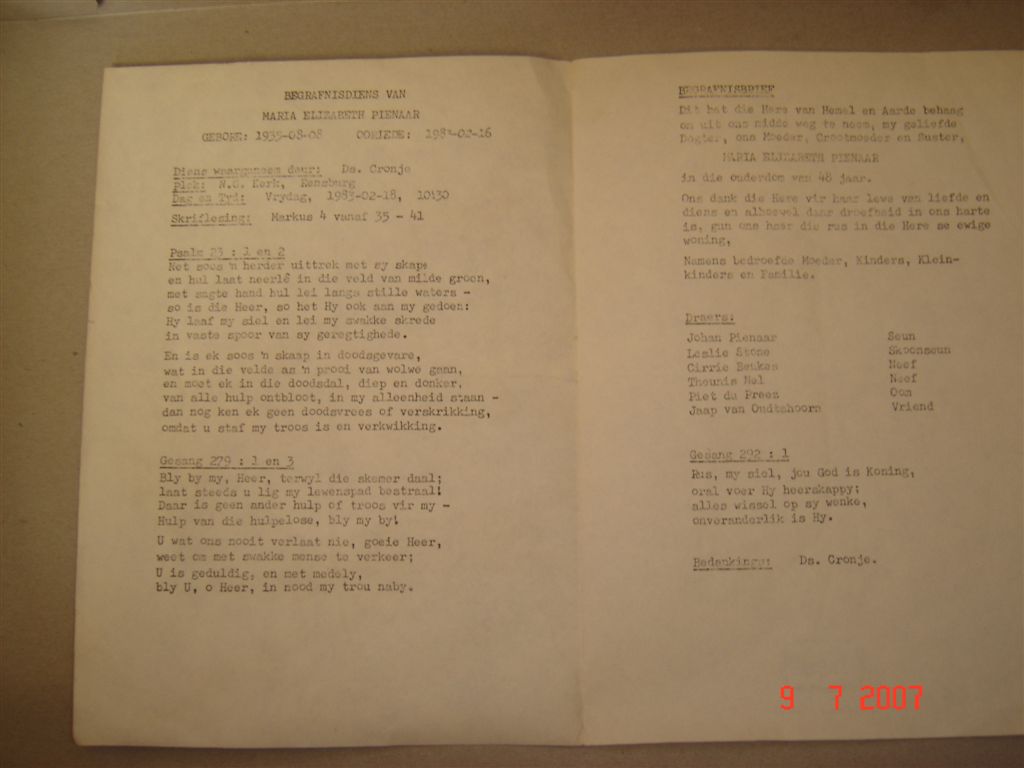 BEGRAFNISDIENS VAN
MARIA ELIZABETH PIENAAR
GEBORE: 1935-08-08 OORLEDE: 1983-02-16
Diens waargeneem deur: Ds. Cronje
Plek: N.G. Kerk, Rensburg
Dag en Tyd: Vrydag, 1983-02-18, 10h30
Skriflesing: Markus 4 vanaf 35 - 41
Psalm 23 : 1 en 2
Net soos 'n herder uittrek met sy skape
en hul laat neerlê in die veld van milde groen,
met sagte hand hul lei langs stille waters -
so is die Heer, so het Hy ook aan my gedoen:
Hy laaf my siel en lei my swakke skrede
in vaste spoor van sy geregtighede.
En is ek soos 'n skaap in doodsgevare,
wat in die velde as 'n prooi van wolwe gaan,
en moet ek in die doodsdal, diep en donker,
van alle hulp ontbloot, in my alleenheid staan -
dan nog ken ek geen doodsvrees of verskrikking,
omdat u staf my troos is en verkwikking.
Gesang 279 : 1 en 3
Bly by my, Heer, terwyl die skemer daal;
laat steeds u lig my lewenspad bestraal!
Daar is geen ander hulp of troos vir my -
Hulp van die hulpelose, bly my by!
U wat ons nooit verlaat nie, goeie Heer,
weet om met swakke mense te verkeer;
U is geduldig, en met medely,
bly U, o Heer, in nood my trou naby.
BEGRAFNISBRIEF
Dit het die Here van Hemel en Aarde behaag
om uit ons midde weg te neem, my geliefde
Dogter, ons Moeder, Grootmoeder en Suster,
MARIA ELIZABETH PIENAAR
in die ouderdom van 48 jaar.
Ons dank die Here vir haar lewe van liefde en
diens en alhoewel daar droefheid in ons harte
is, gun ons haar die rus in die Here se ewige
woning,
Namens bedroefde Moeder, Kinders, Klein-
kinders en Familie.
Draers:
Johan Pienaar Seun
Leslie Stone Skoonseun
Cirrie Beukes Neef
Theunis Nel Neef
Piet du Preez Oom
Jaap van Oudtshoorn Vriend
Gesang 292 : 1
Rus, my siel, jou God is Koning,
oral voer Hy heerskappy;
alles wissel op sy wenke,
onveranderlik is Hy.
Bedankings: Ds. Cronje.
9 7 2007